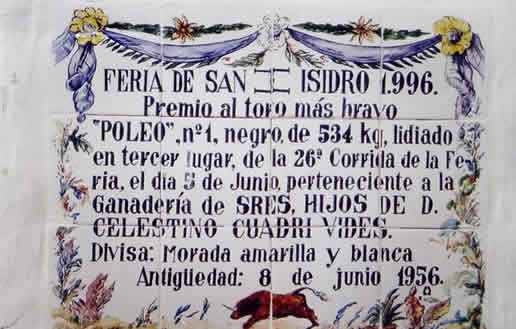 FERIA DE SAN ISIDRO 1.996.
Premio al toro más bravo
"POLEO", nº1, negro, de 534 kg, lidiado
en tercer lugar, de la 26ª Corrida de la Fe
ria, el día 5 de Junio, perteneciente a la
Ganadería de SRES, HIJOS DE D.
CELESTINO CUADRI VIDES.
Divisa: Morada amarilla y blanca
Antigüedad: 8 de junio 1956.